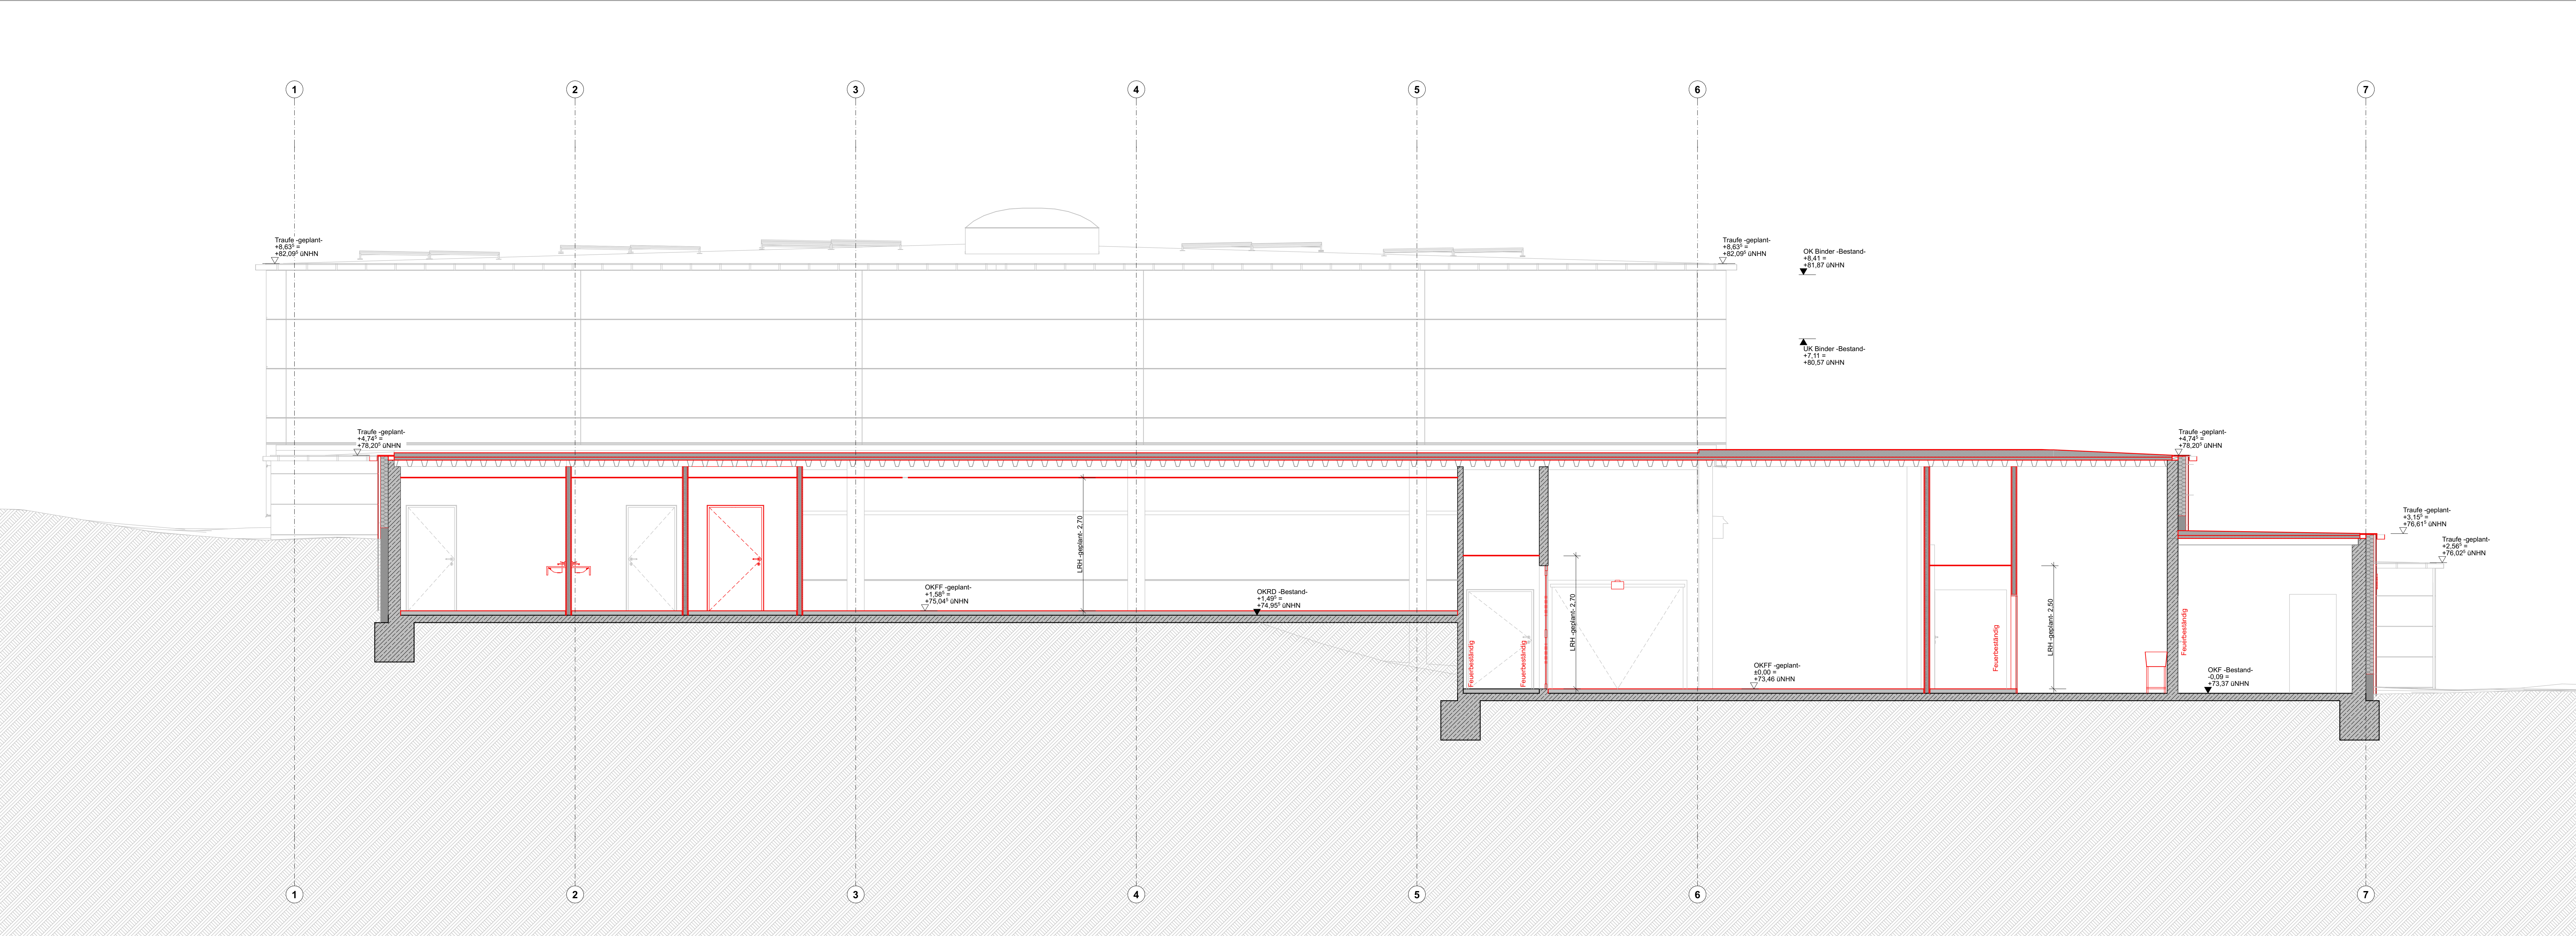 1
2
3
4
5
6
7
Traufe -geplant-
+8,63⁵ =
+82,09⁵ üNHN
Traufe -geplant-
+8,63⁵ =
+82,09⁵ üNHN
OK Binder -Bestand-
+8,41 =
+81,87 üNHN
UK Binder -Bestand-
+7,11 =
+80,57 üNHN
Traufe -geplant-
+4,74⁵ =
+78,20⁵ üNHN
Traufe -geplant-
+4,74⁵ =
+78,20⁵ üNHN
Traufe -geplant-
+3,15⁵ =
+76,61⁵ üNHN
Traufe -geplant-
+2,56⁵ =
+76,02⁵ üNHN
LRH -geplant- 2,70
OKFF -geplant-
+1,58⁵ =
+75,04⁵ üNHN
OKRD -Bestand-
+1,49⁵ =
+74,95⁵ üNHN
Feuerbeständig
Feuerbeständig
LRH -geplant- 2,70
OKFF -geplant-
±0.00 =
+73,46 üNHN
Feuerbeständig
LRH -geplant- 2,50
Feuerbeständig
OKF -Bestand-
-0,09 =
+73,37 üNHN
1
2
3
4
5
6
7